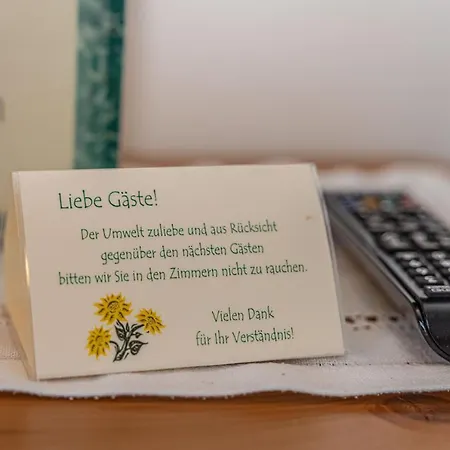 Liebe Gäste!
Der Umwelt zuliebe und aus Rücksicht
gegenüber den nächsten Gästen
bitten wir Sie in den Zimmern nicht zu rauchen.
Vielen Dank
für Ihr Verständnis!